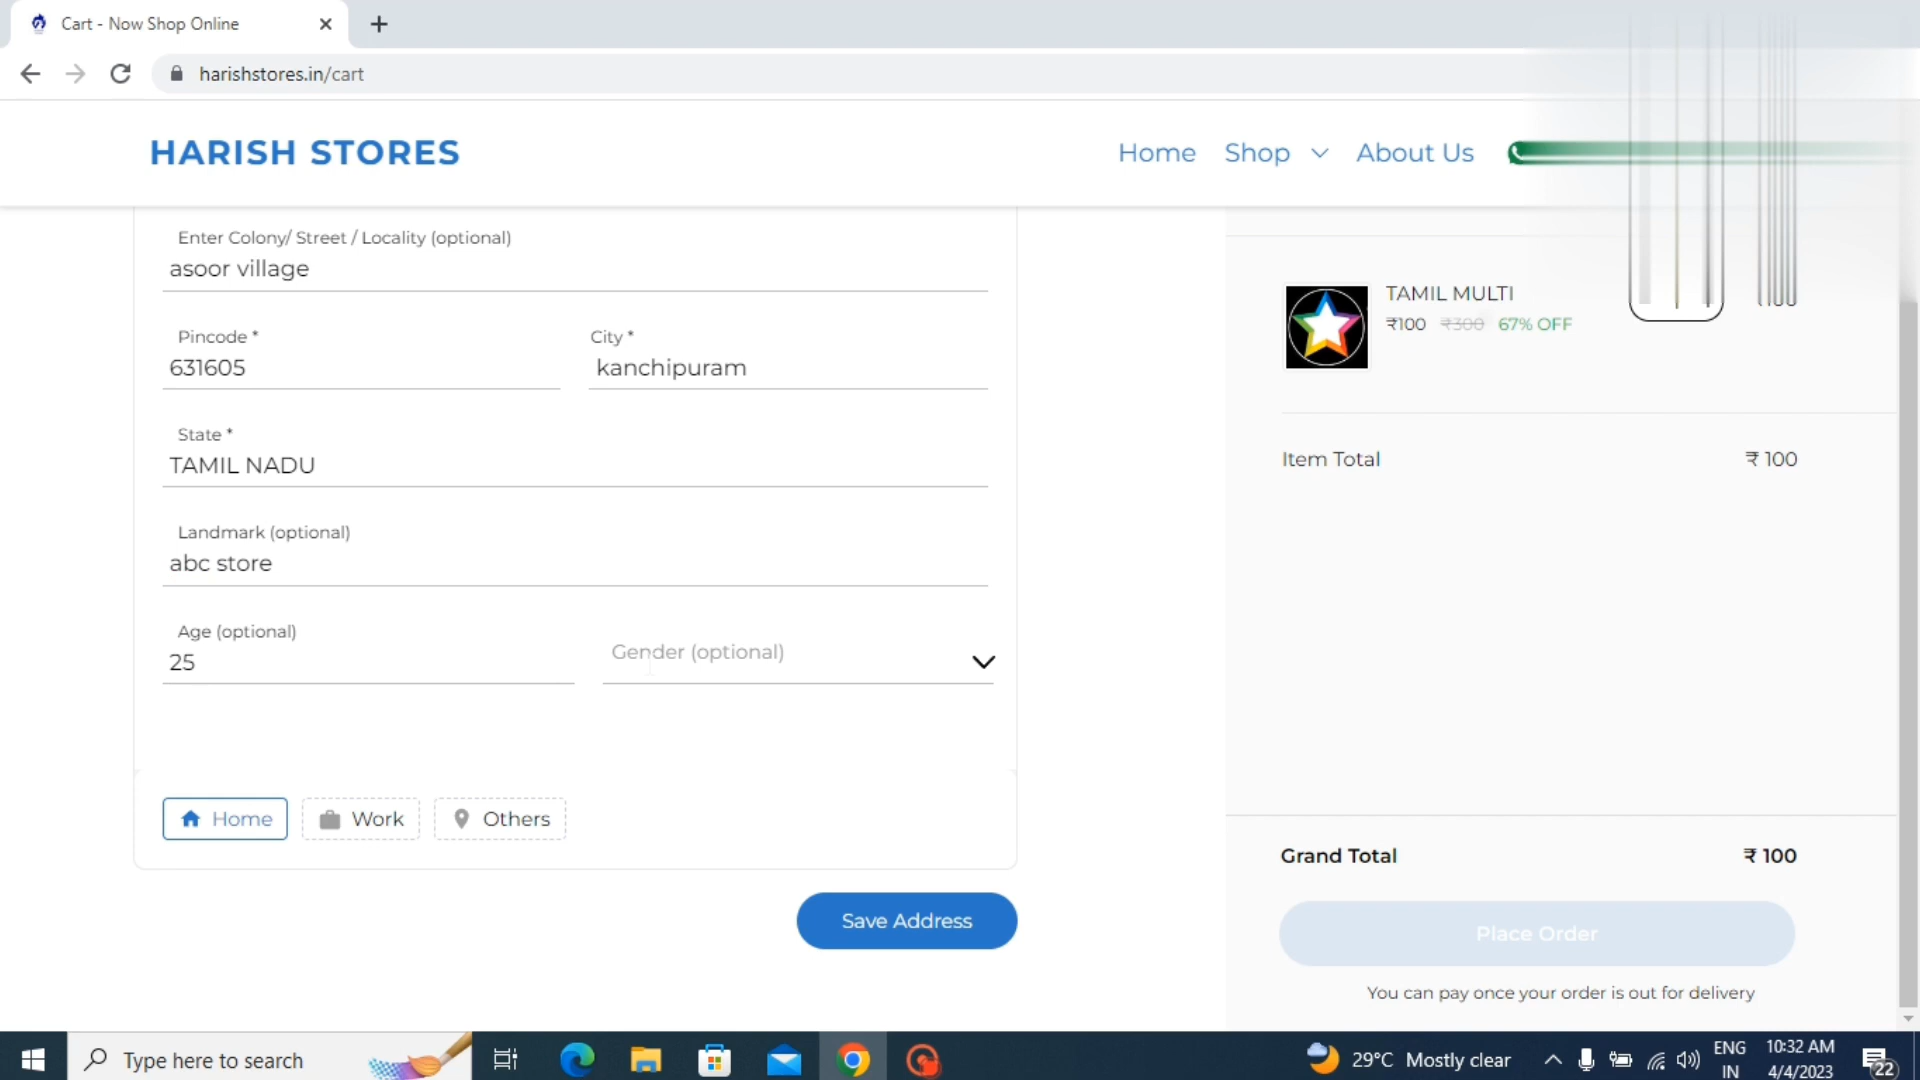 Cart - Now Shop Online
harishstores.in/cart
HARISH STORES
Home Shop About Us
Enter Colony/ Street / Locality (optional)
asoor village
Pincode *
631605
City *
kanchipuram
State *
TAMIL NADU
Landmark (optional)
abc store
Age (optional)
25
Gender (optional)
Home Work Others
Save Address
TAMIL MULTI
₹100 ₹300 67% OFF
Item Total ₹ 100
Grand Total ₹ 100
Place Order
You can pay once your order is out for delivery
Type here to search
29°C Mostly clear
ENG
IN
10:32 AM
4/4/2023
22